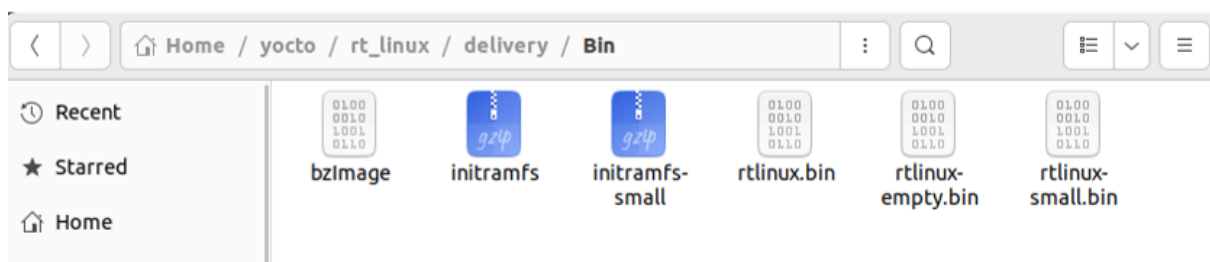 Home / yocto / rt_linux / delivery / Bin
Recent
Starred
Home
0100
0010
1001
0110
bzImage
gzip
initramfs
gzip
initramfs-
small
0100
0010
1001
0110
rtlinux.bin
0100
0010
1001
0110
rtlinux-
empty.bin
0100
0010
1001
0110
rtlinux-
small.bin